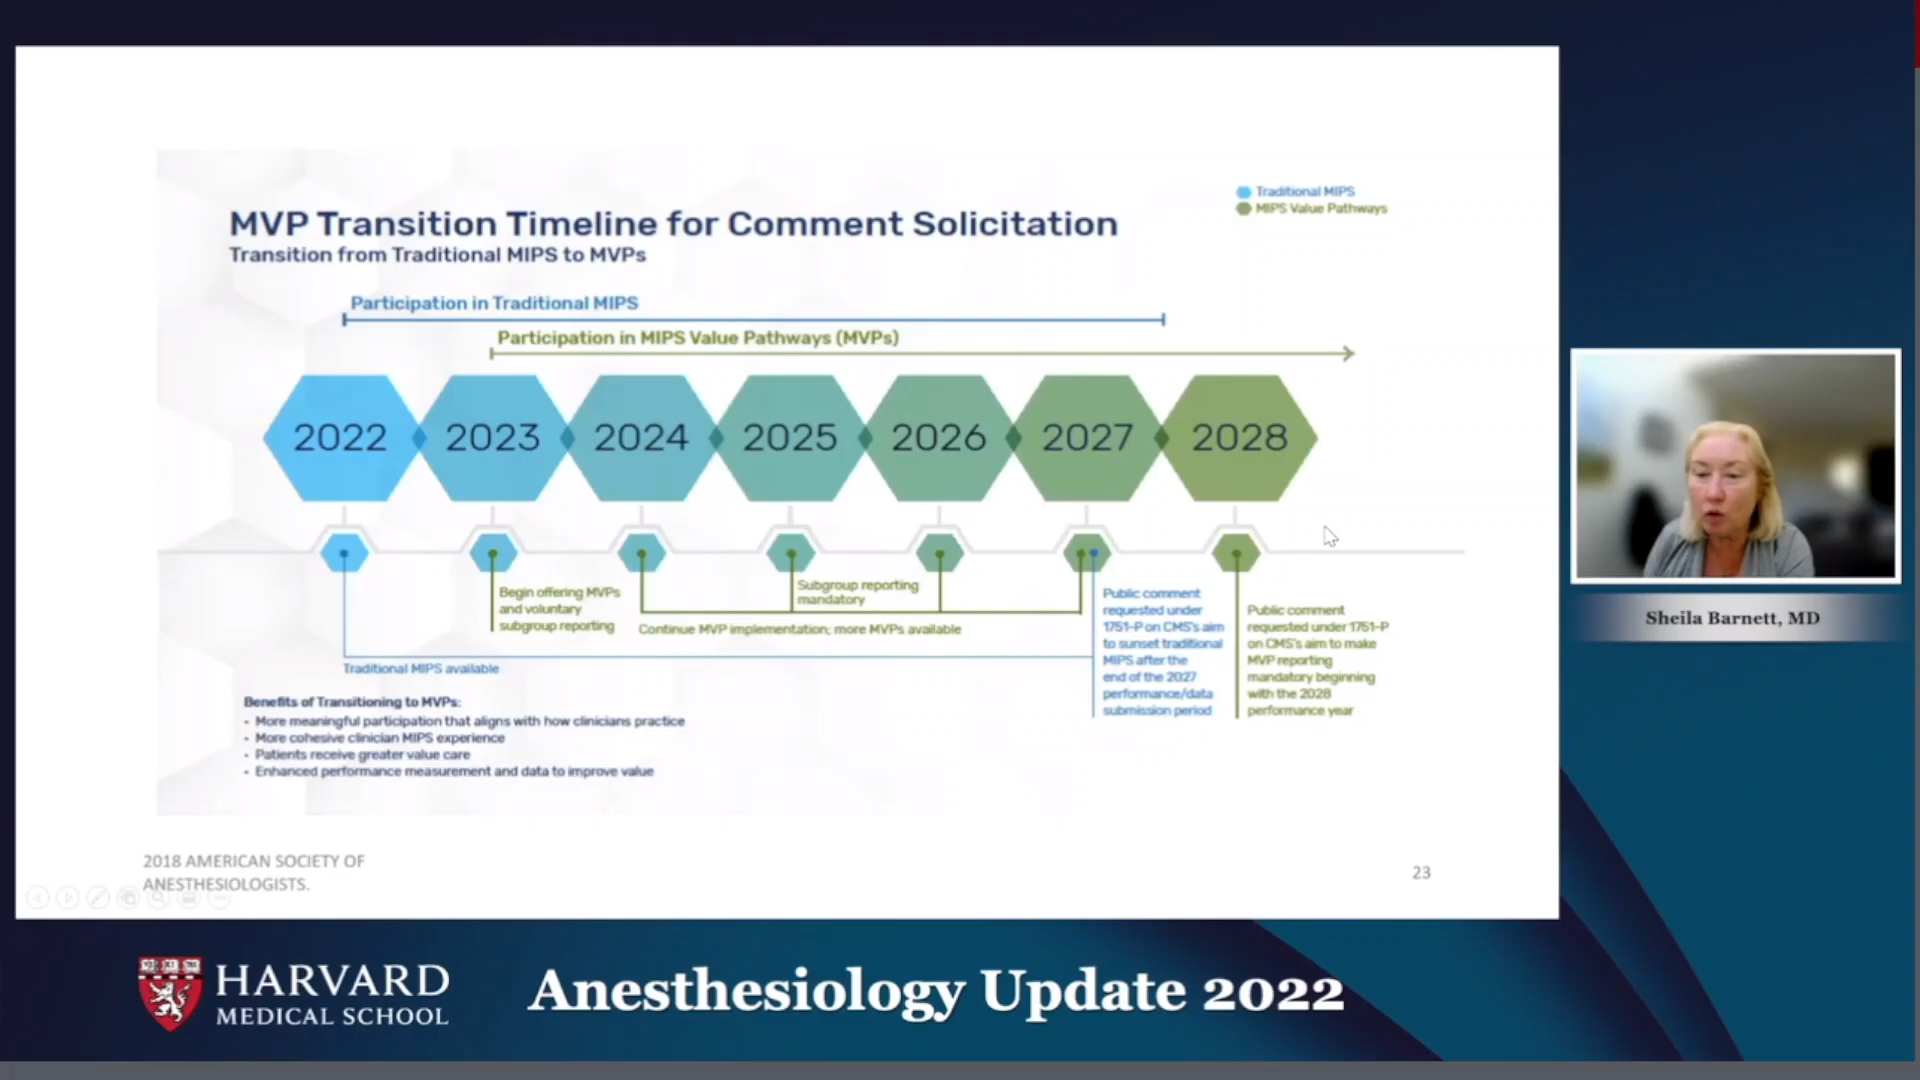 Traditional MIPS
MIPS Value Pathways
MVP Transition Timeline for Comment Solicitation
Transition from Traditional MIPS to MVPs
Participation in Traditional MIPS
Participation in MIPS Value Pathways (MVPs)
2022 2023 2024 2025 2026 2027 2028
Begin offering MVPs
and voluntary
subgroup reporting
Subgroup reporting
mandatory
Continue MVP implementation; more MVPs available
Traditional MIPS available
Public comment
requested under
1751-P on CMS's aim
to sunset traditional
MIPS after the
end of the 2027
performance/data
submission period
Public comment
requested under 1751-P
on CMS's aim to make
MVP reporting
mandatory beginning
with the 2028
performance year
Benefits of Transitioning to MVPs:
- More meaningful participation that aligns with how clinicians practice
- More cohesive clinician MIPS experience
- Patients receive greater value care
- Enhanced performance measurement and data to improve value
2018 AMERICAN SOCIETY OF
ANESTHESIOLOGISTS.
23
Sheila Barnett, MD
HARVARD
MEDICAL SCHOOL
Anesthesiology Update 2022